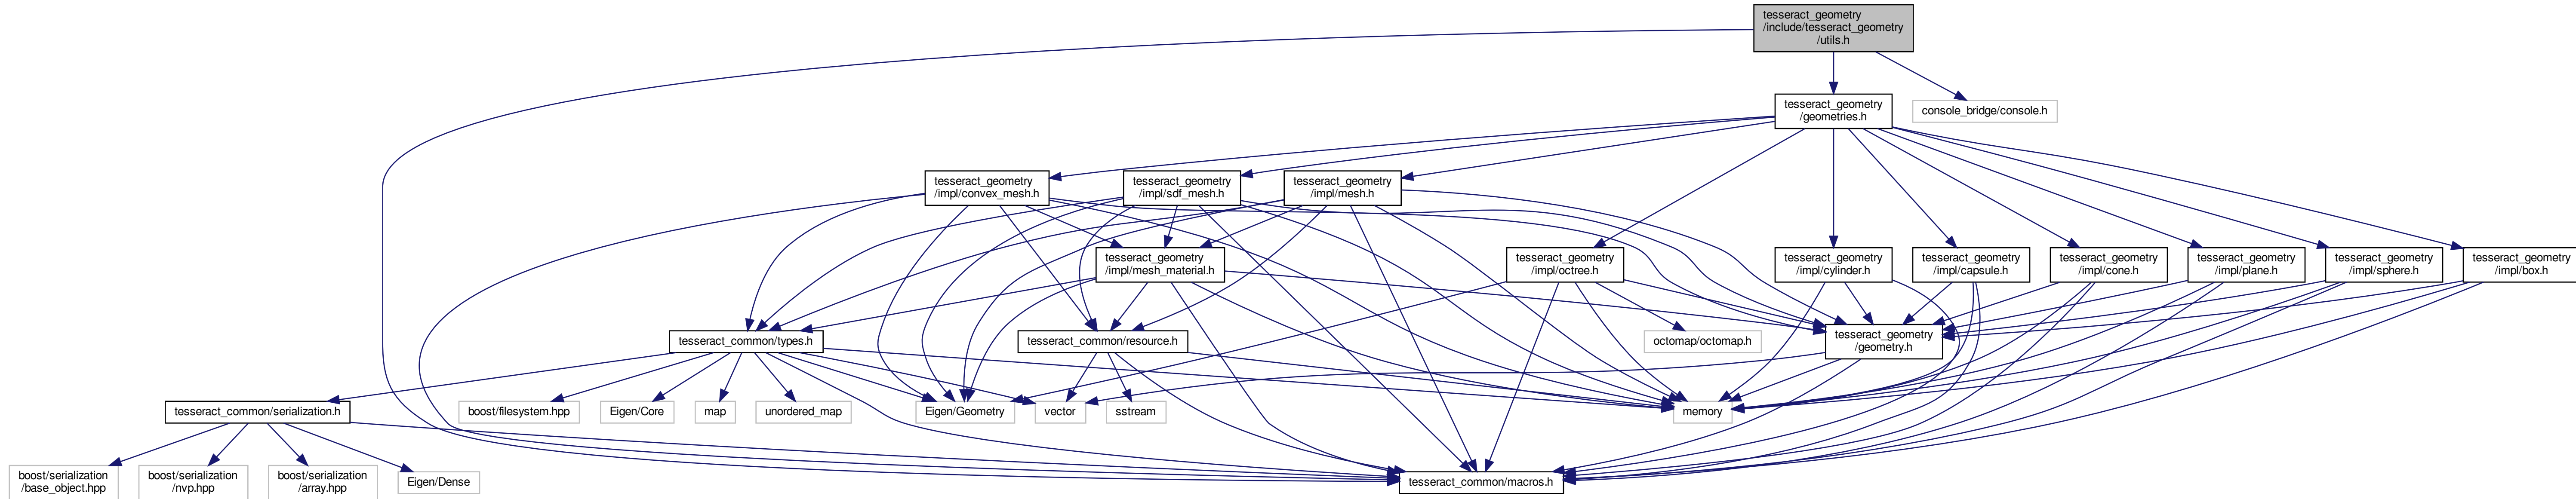 tesseract_geometry
/include/tesseract_geometry
/utils.h
tesseract_geometry
/geometries.h
console_bridge/console.h
tesseract_geometry
/impl/convex_mesh.h
tesseract_geometry
/impl/sdf_mesh.h
tesseract_geometry
/impl/mesh.h
tesseract_geometry
/impl/mesh_material.h
tesseract_geometry
/impl/octree.h
tesseract_geometry
/impl/cylinder.h
tesseract_geometry
/impl/capsule.h
tesseract_geometry
/impl/cone.h
tesseract_geometry
/impl/plane.h
tesseract_geometry
/impl/sphere.h
tesseract_geometry
/impl/box.h
tesseract_common/types.h
tesseract_common/resource.h
octomap/octomap.h
tesseract_geometry
/geometry.h
tesseract_common/serialization.h
boost/filesystem.hpp
Eigen/Core
map
unordered_map
Eigen/Geometry
vector
sstream
memory
boost/serialization
/base_object.hpp
boost/serialization
/nvp.hpp
boost/serialization
/array.hpp
Eigen/Dense
tesseract_common/macros.h